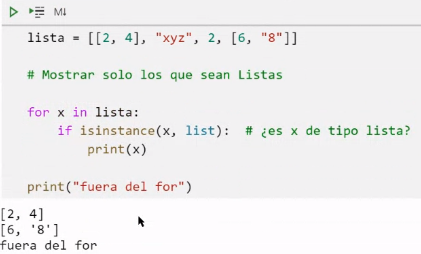 M↓
lista = [[2, 4], "xyz", 2, [6, "8"]]
# Mostrar solo los que sean Listas
for x in lista:
    if isinstance(x, list):  # ¿es x de tipo lista?
        print(x)
print("fuera del for")
[2, 4]
[6, '8']
fuera del for